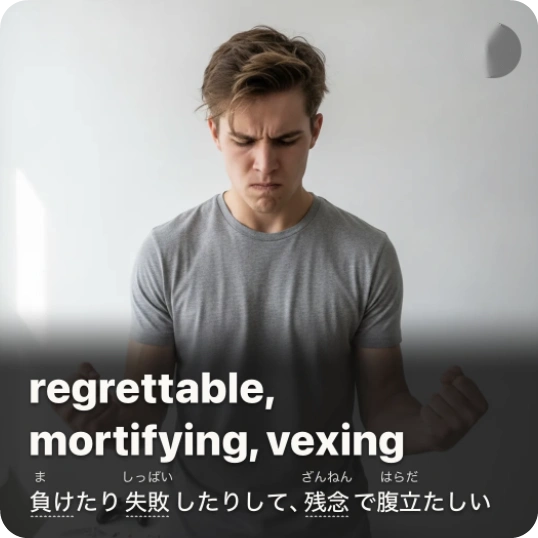 regrettable,
mortifying, vexing
ま しっぱい ざんねん はらだ
負けたり失敗したりして、残念で腹立たしい